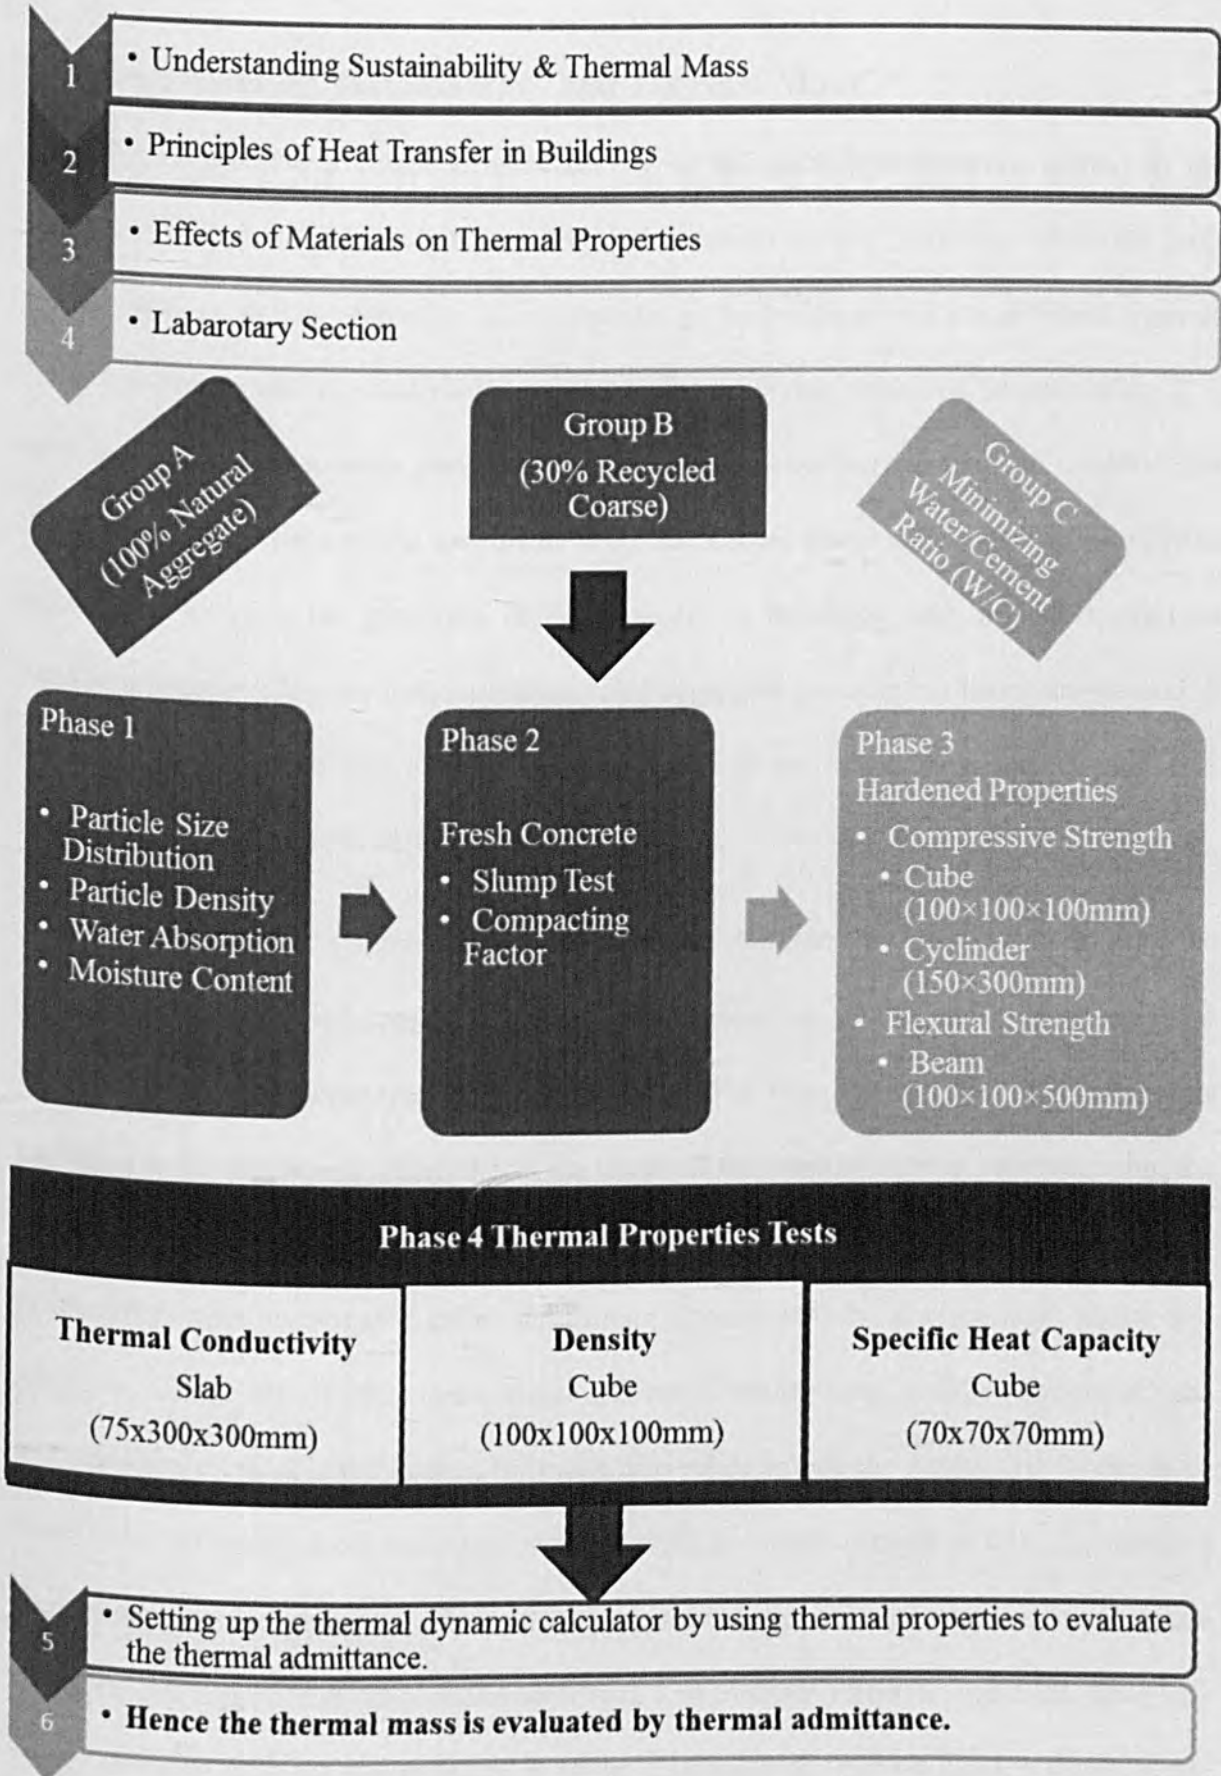 1
• Understanding Sustainability & Thermal Mass
2
• Principles of Heat Transfer in Buildings
3
• Effects of Materials on Thermal Properties
4
• Labarotary Section
Group A
(100% Natural
Aggregate)
Group B
(30% Recycled
Coarse)
Group C
Minimizing
Water/Cement
Ratio (W/C)
Phase 1
• Particle Size
Distribution
• Particle Density
• Water Absorption
• Moisture Content
Phase 2
Fresh Concrete
• Slump Test
• Compacting
Factor
Phase 3
Hardened Properties
• Compressive Strength
• Cube
(100×100×100mm)
• Cyclinder
(150×300mm)
• Flexural Strength
• Beam
(100×100×500mm)
Phase 4 Thermal Properties Tests
Thermal Conductivity
Slab
(75x300x300mm)
Density
Cube
(100x100x100mm)
Specific Heat Capacity
Cube
(70x70x70mm)
5
• Setting up the thermal dynamic calculator by using thermal properties to evaluate
the thermal admittance.
6
• Hence the thermal mass is evaluated by thermal admittance.